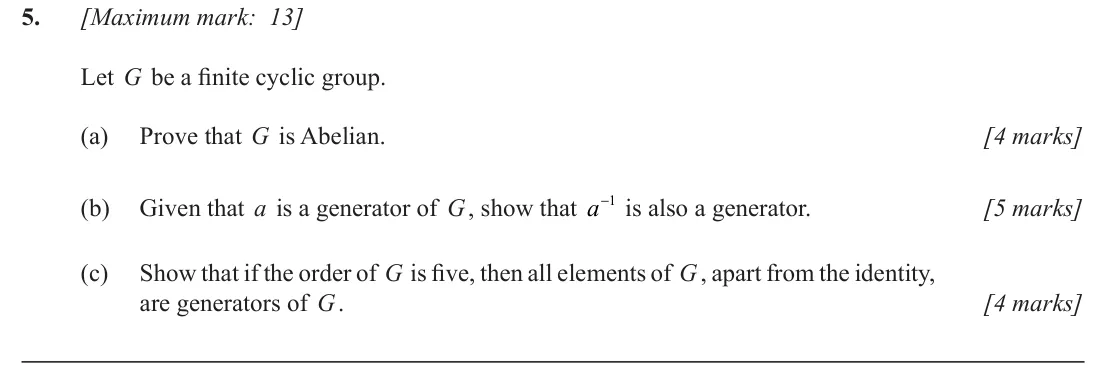 5. [Maximum mark: 13]
Let G be a finite cyclic group.
(a) Prove that G is Abelian. [4 marks]
(b) Given that a is a generator of G, show that a⁻¹ is also a generator. [5 marks]
(c) Show that if the order of G is five, then all elements of G, apart from the identity,
are generators of G. [4 marks]